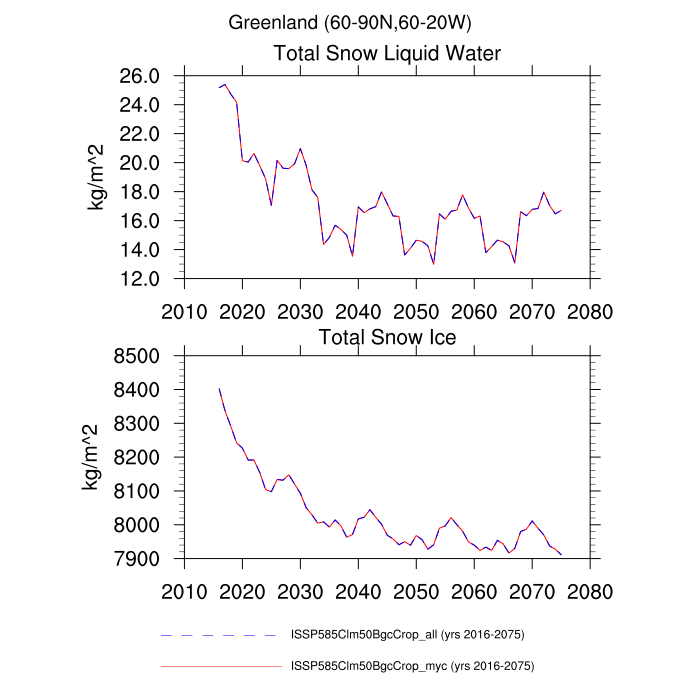 Greenland (60-90N,60-20W)
Total Snow Liquid Water
26.0
24.0
22.0
20.0
18.0
16.0
14.0
12.0
kg/m^2
2010 2020 2030 2040 2050 2060 2070 2080
Total Snow Ice
8500
8400
8300
8200
8100
8000
7900
kg/m^2
2010 2020 2030 2040 2050 2060 2070 2080
ISSP585Clm50BgcCrop_all (yrs 2016-2075)
ISSP585Clm50BgcCrop_myc (yrs 2016-2075)